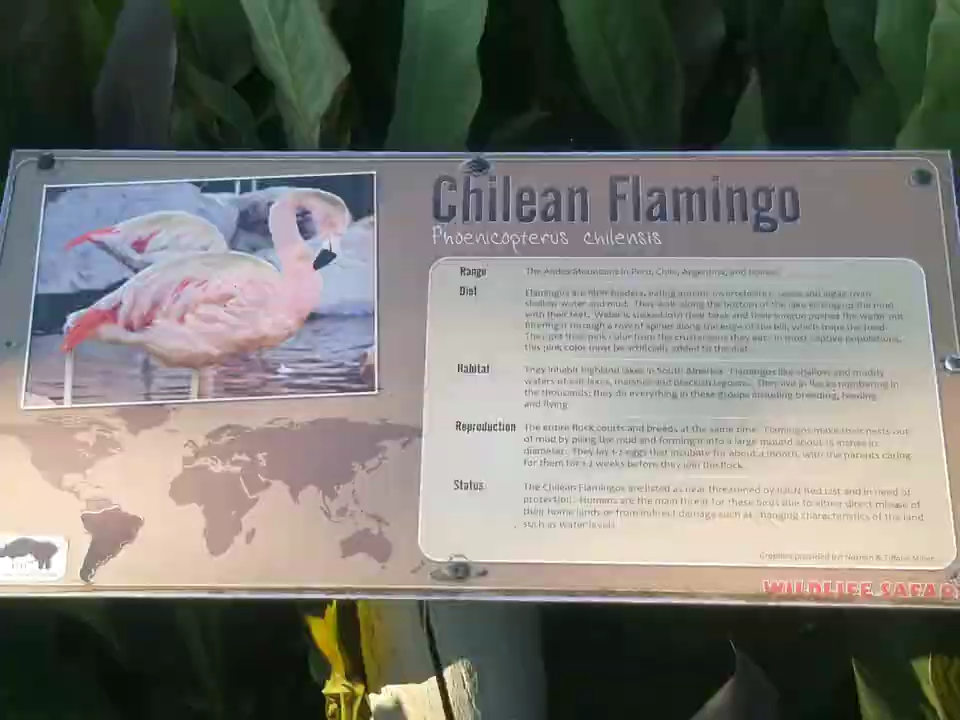 Chilean Flamingo
Phoenicopterus chilensis
Range The Andes Mountains in Peru, Chile, Argentina, and
Diet Flamingos are filter feeders, eating and algae from
shallow water and mud. They walk along the bottom of the lake stirring up the mud
with their feet. Water is sucked into their beak and their tongue pushes the water out
filtering it through a row of spines along the edge of the bill, which traps the food.
They get their pink color from the crustaceans they eat. In most captive populations,
this pink color must be artificially added to the diet.
Habitat They inhabit highland lakes in South America. Flamingos like shallow and muddy
waters of salt lakes, marshes and brackish lagoons. They live in flocks numbering in
the thousands; they do everything in these groups including breeding, feeding
and flying.
Reproduction The entire flock courts and breeds at the same time. Flamingos make their nests out
of mud by piling the mud and forming it into a large mound about 15 inches in
diameter. They lay 1-2 eggs that incubate for about a month, with the parents caring
for them for weeks before they join the flock.
Status The Chilean Flamingos are listed as near threatened by IUCN Red List and in need of
protection. Humans are the main threat for these birds due to either direct misuse of
their home lands or from indirect damage such as changing characteristics of the land
such as water levels.
Graphics provided by: & Tiffany Miller
WILDLIFE SAFARI